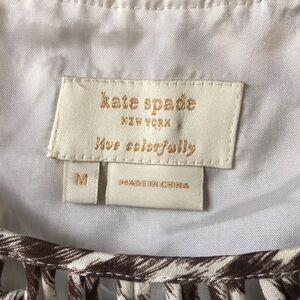 kate spade
NEW YORK
live colorfully
M
MADE IN CHINA